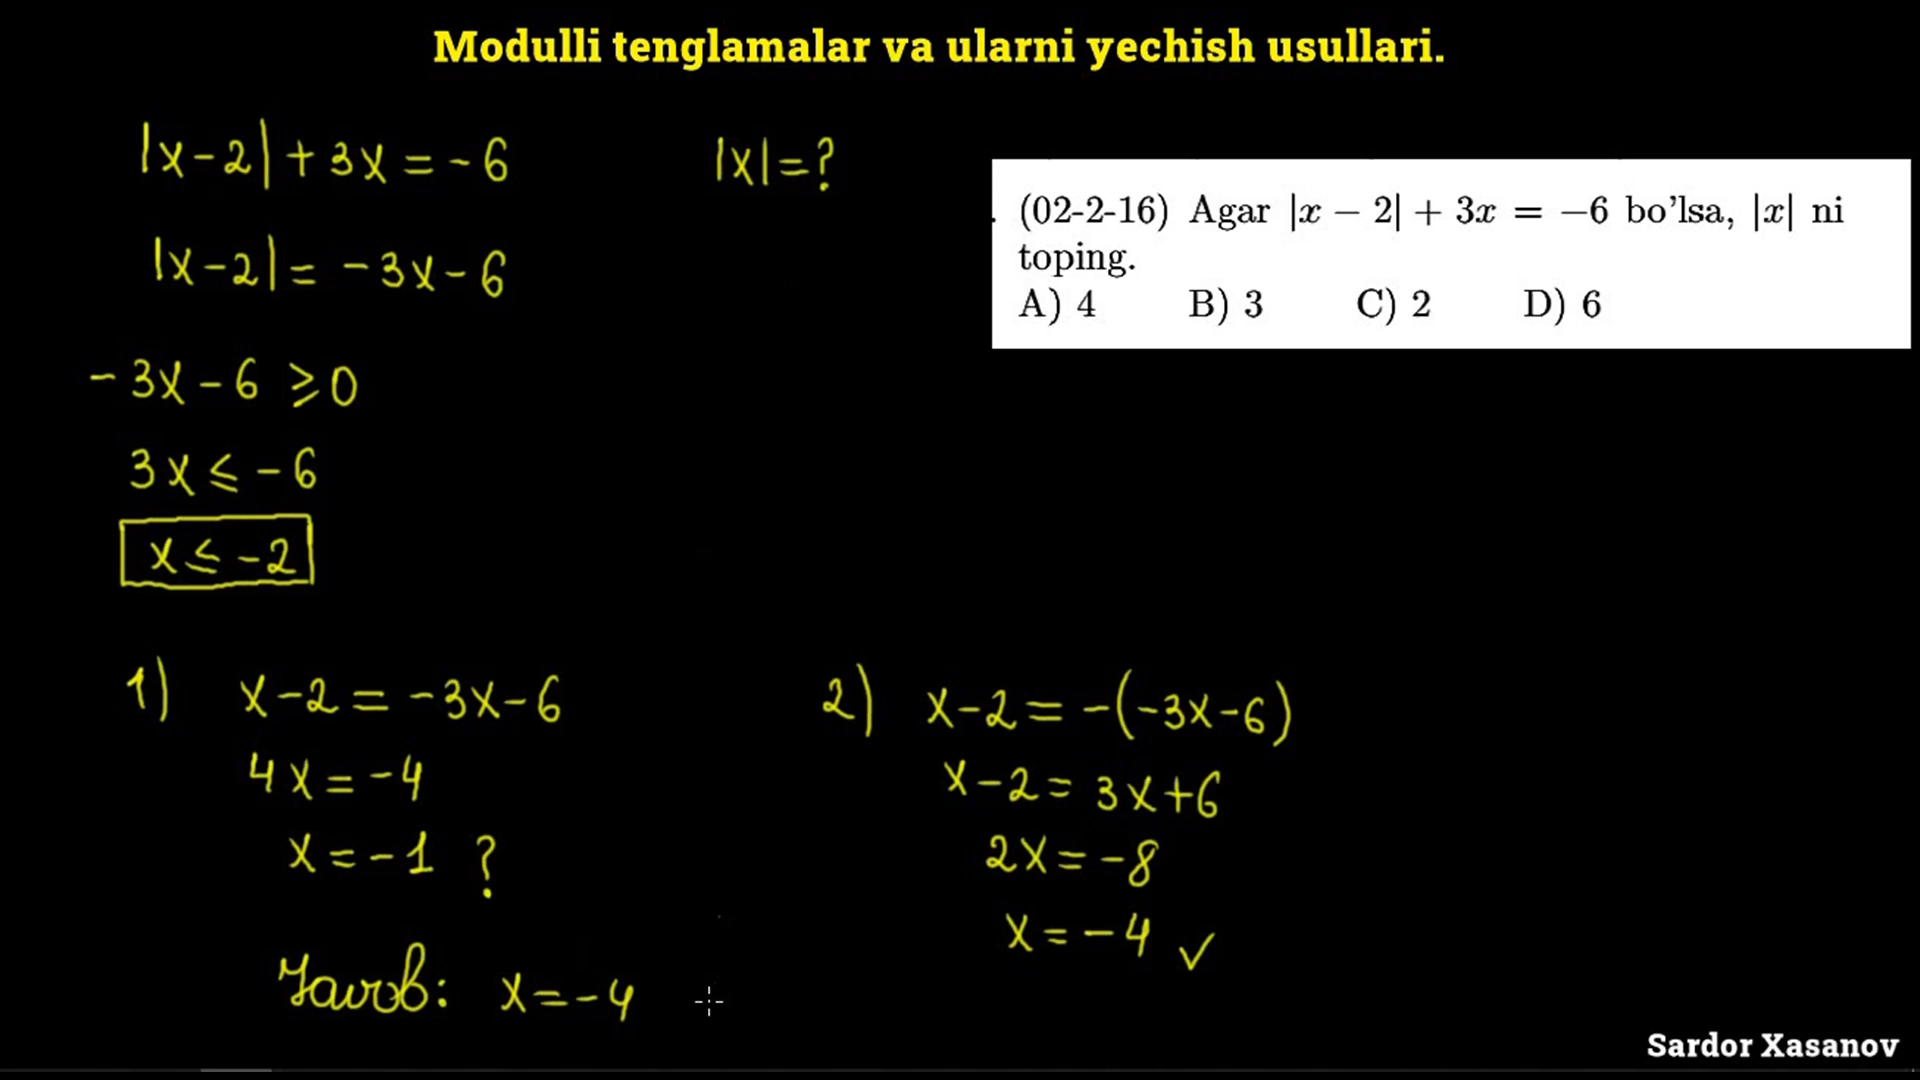 Modulli tenglamalar va ularni yechish usullari.
|x-2|+3x=-6
|x|=?
. (02-2-16) Agar |x − 2| + 3x = −6 bo'lsa, |x| ni
toping.
A) 4 B) 3 C) 2 D) 6
|x-2|=-3x-6
-3x-6 ≥0
3x≤-6
x≤-2
1) x-2=-3x-6
4x=-4
x=-1 ?
2) x-2=-(-3x-6)
x-2=3x+6
2x=-8
x=-4 ✓
Javob: x=-4
Sardor Xasanov